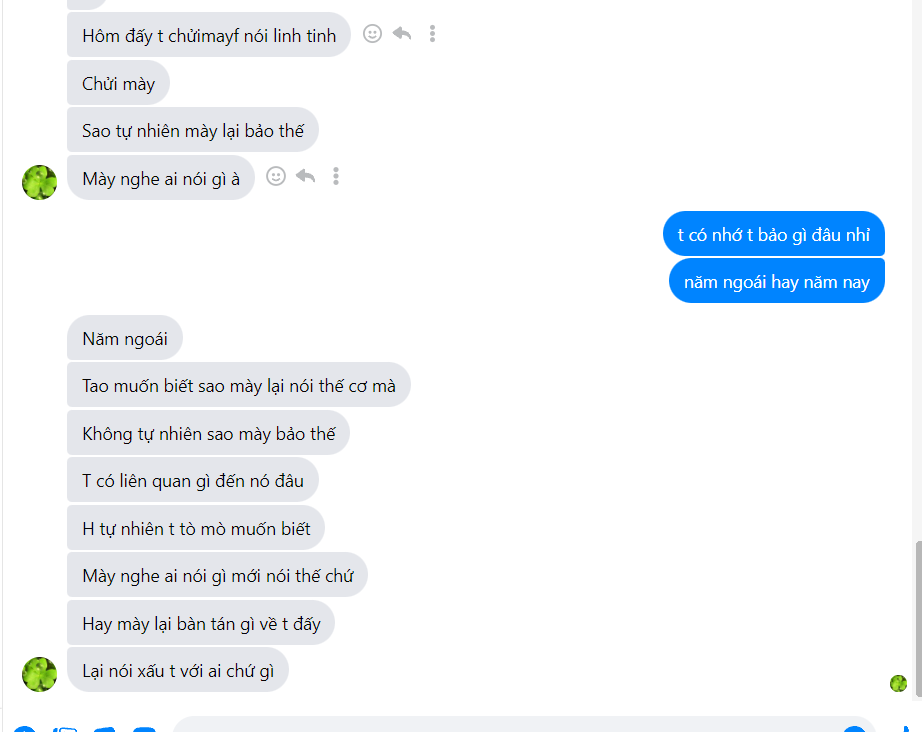 Hôm đấy t chửimayf nói linh tinh
Chửi mày
Sao tự nhiên mày lại bảo thế
Mày nghe ai nói gì à
t có nhớ t bảo gì đâu nhỉ
năm ngoái hay năm nay
Năm ngoái
Tao muốn biết sao mày lại nói thế cơ mà
Không tự nhiên sao mày bảo thế
T có liên quan gì đến nó đâu
H tự nhiên t tò mò muốn biết
Mày nghe ai nói gì mới nói thế chứ
Hay mày lại bàn tán gì về t đấy
Lại nói xấu t với ai chứ gì